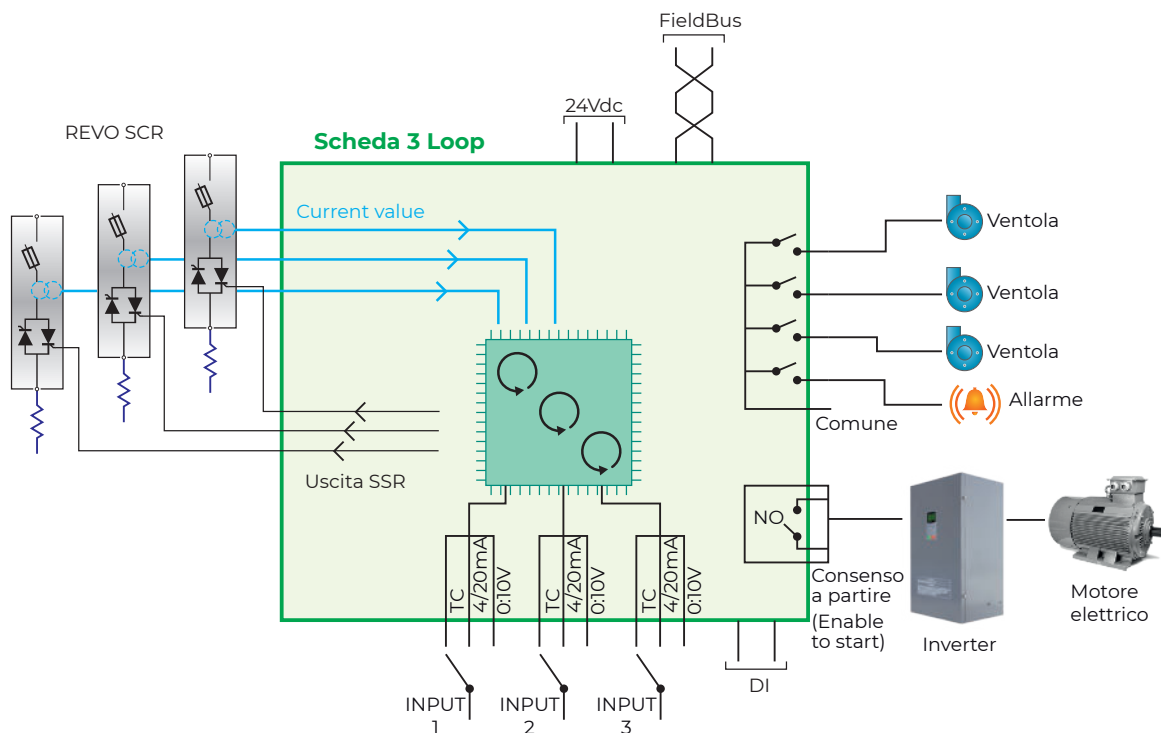 FieldBus
24Vdc
REVO SCR
Scheda 3 Loop
Current value
Ventola
Ventola
Ventola
Allarme
Comune
Uscita SSR
NO
TC
4/20mA
0:10V
TC
4/20mA
0:10V
TC
4/20mA
0:10V
Consenso
a partire
(Enable
to start)
Inverter
Motore
elettrico
DI
INPUT
1
INPUT
2
INPUT
3